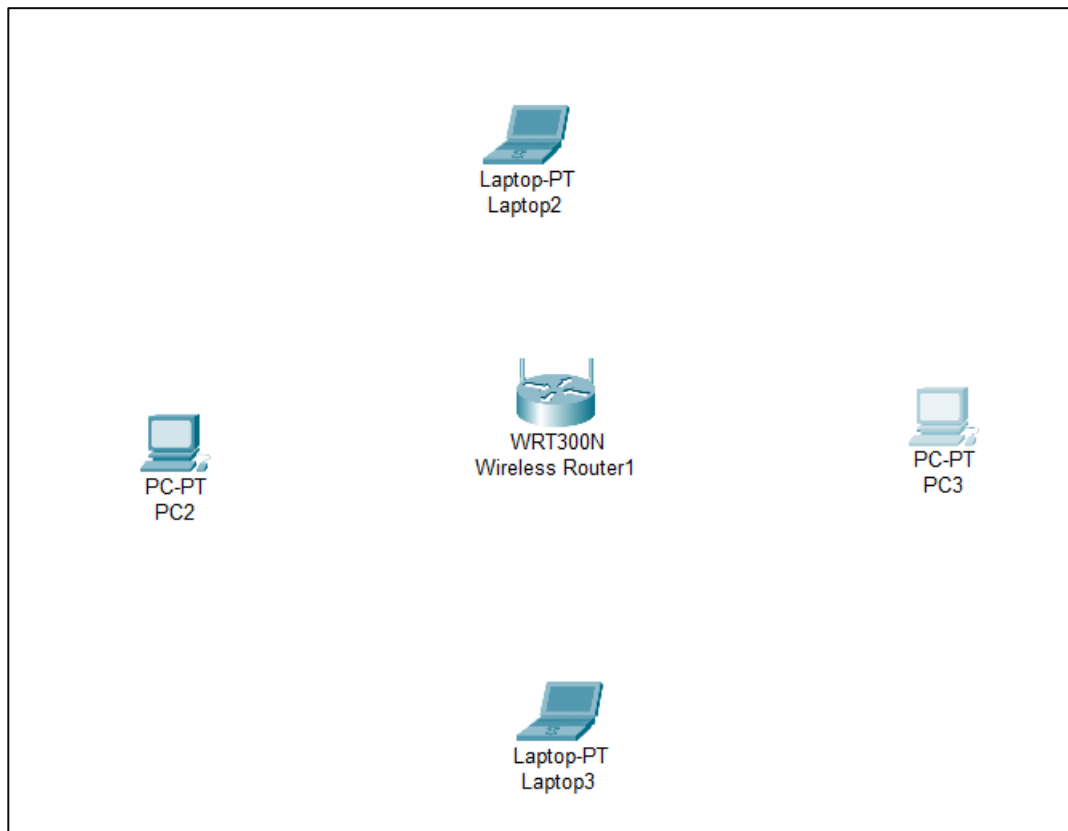 Laptop-PT
Laptop2
WRT300N
Wireless Router1
PC-PT
PC2
PC-PT
PC3
Laptop-PT
Laptop3